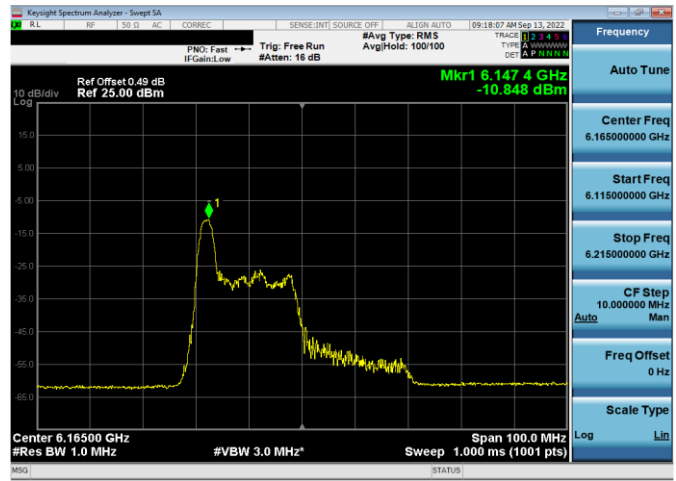 Keysight Spectrum Analyzer - Swept SA
RL RF 50 Ω AC CORREC SENSE:INT SOURCE OFF ALIGN AUTO 09:18:07 AM Sep 13, 2022
PNO: Fast
IFGain:Low
Trig: Free Run
#Atten: 16 dB
#Avg Type: RMS
Avg|Hold: 100/100
TRACE 1 2 3 4 5 6
TYPE A WWWWW
DET A P N N N N
Mkr1 6.147 4 GHz
-10.848 dBm
Ref Offset 0.49 dB
10 dB/div Ref 25.00 dBm
Log
15.0
5.00
-5.00
-15.0
-25.0
-35.0
-45.0
-55.0
-65.0
1
Center 6.16500 GHz Span 100.0 MHz
#Res BW 1.0 MHz #VBW 3.0 MHz* Sweep 1.000 ms (1001 pts)
MSG STATUS
Frequency
Auto Tune
Center Freq
6.165000000 GHz
Start Freq
6.115000000 GHz
Stop Freq
6.215000000 GHz
CF Step
10.000000 MHz
Auto Man
Freq Offset
0 Hz
Scale Type
Log Lin